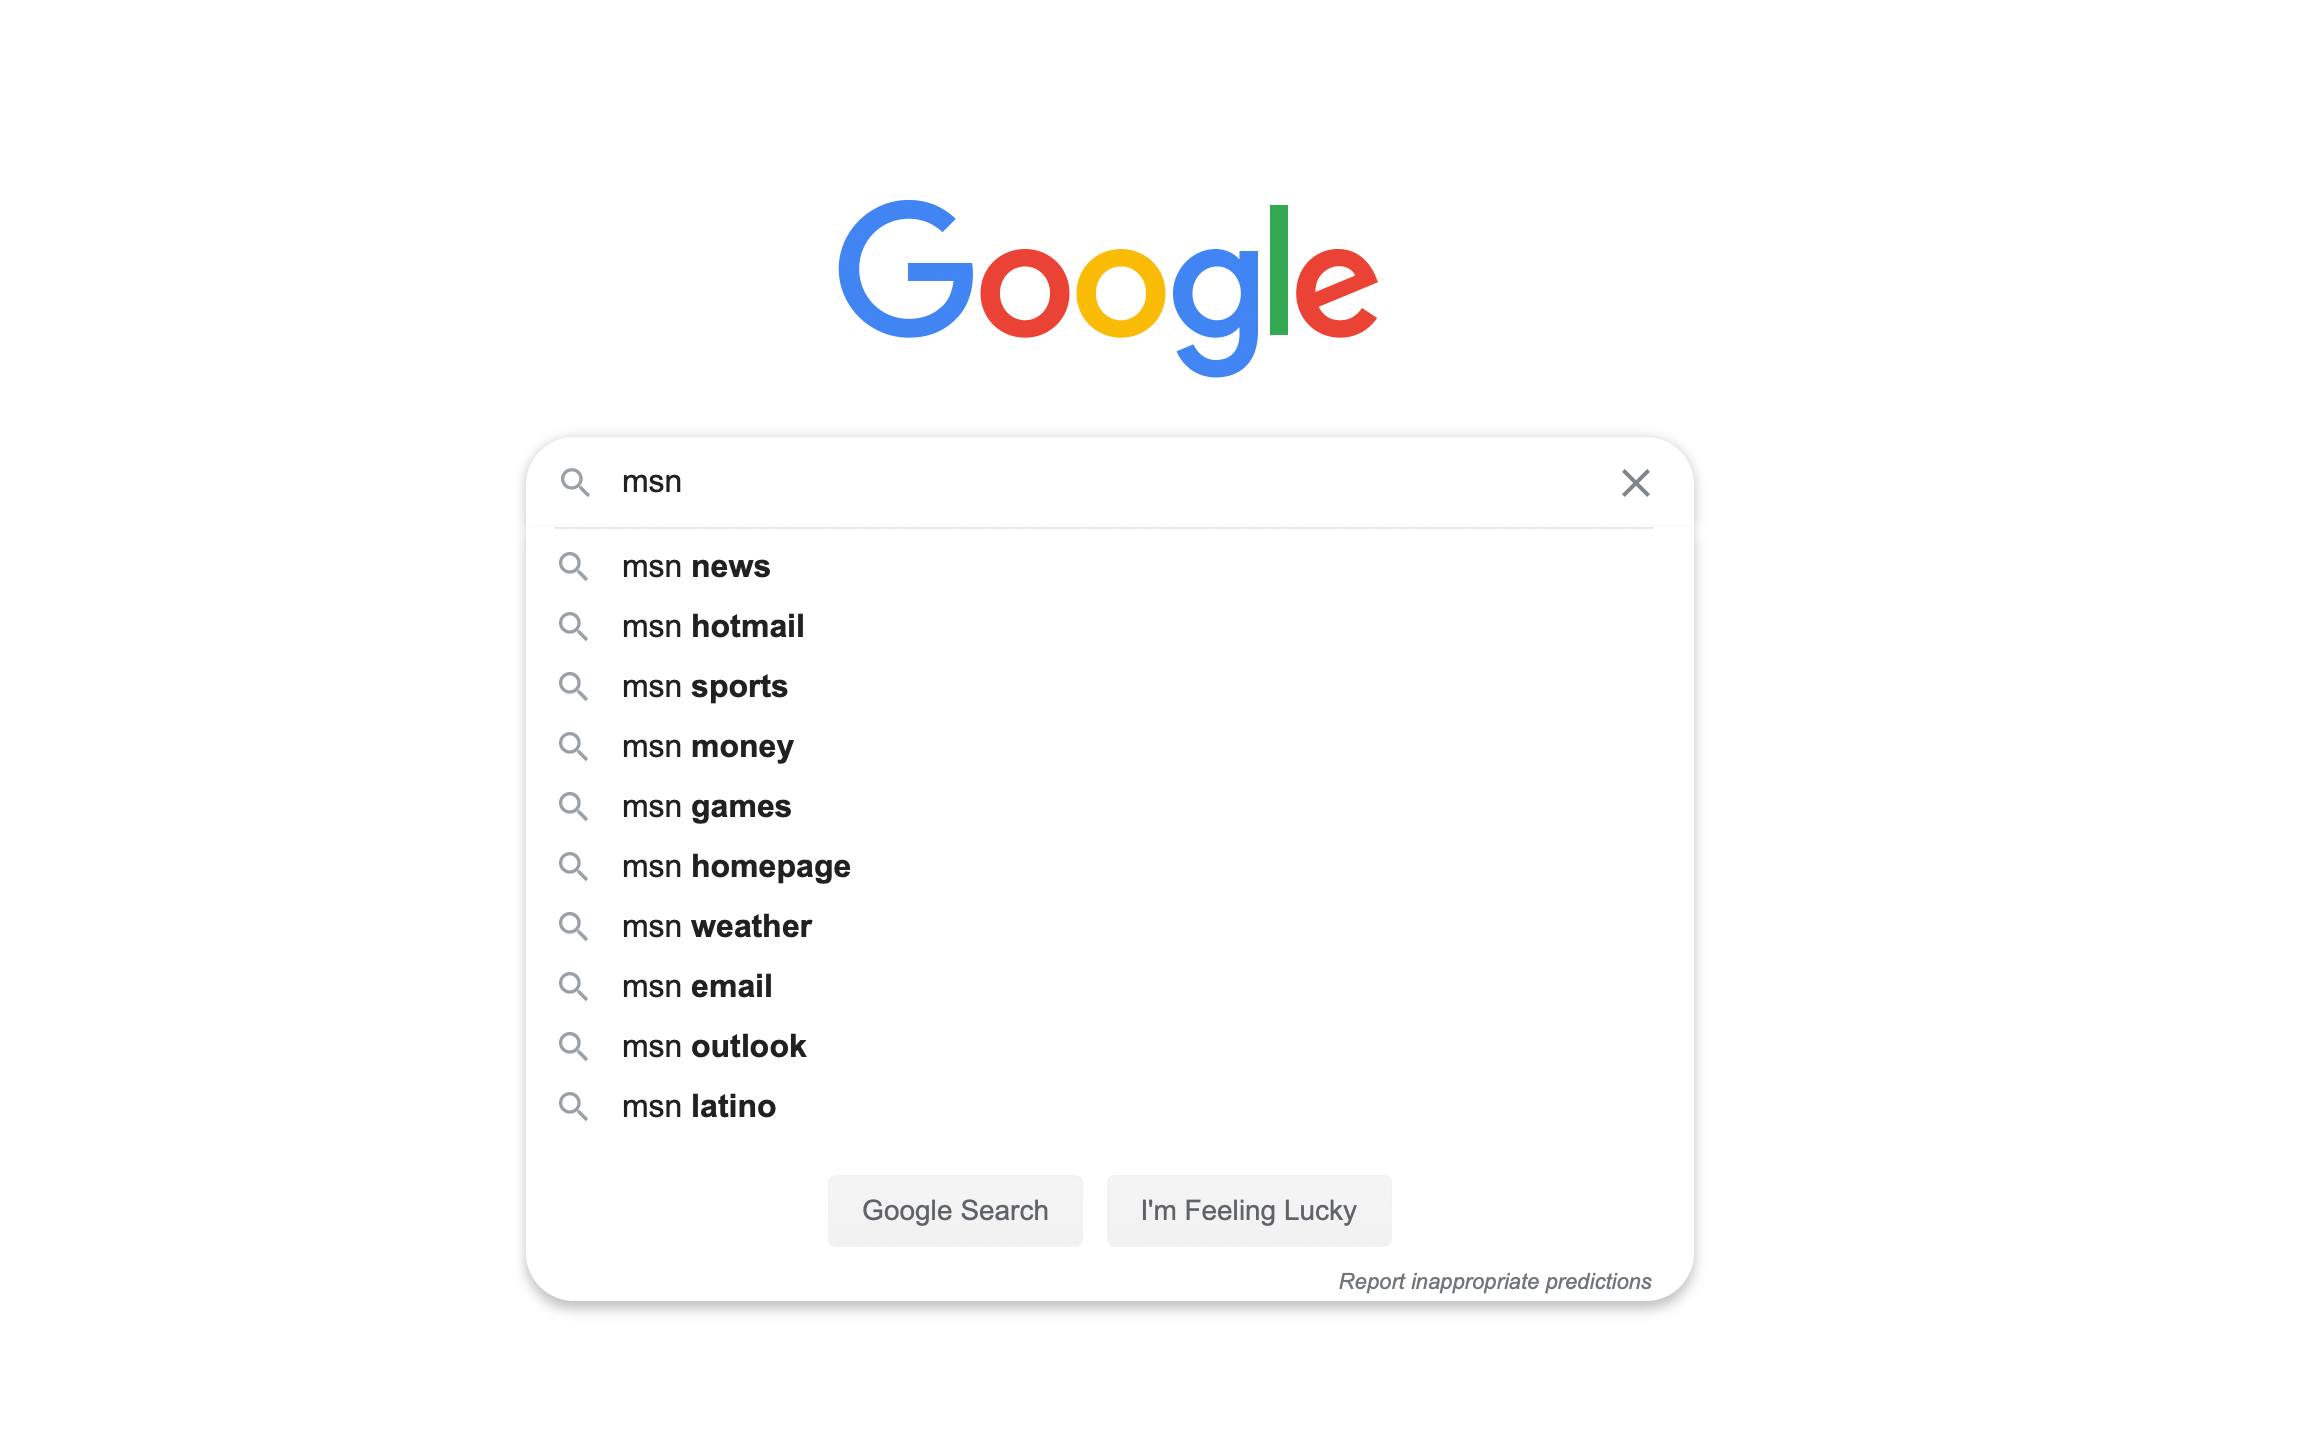 Google
msn
msn news
msn hotmail
msn sports
msn money
msn games
msn homepage
msn weather
msn email
msn outlook
msn latino
Google Search
I'm Feeling Lucky
Report inappropriate predictions